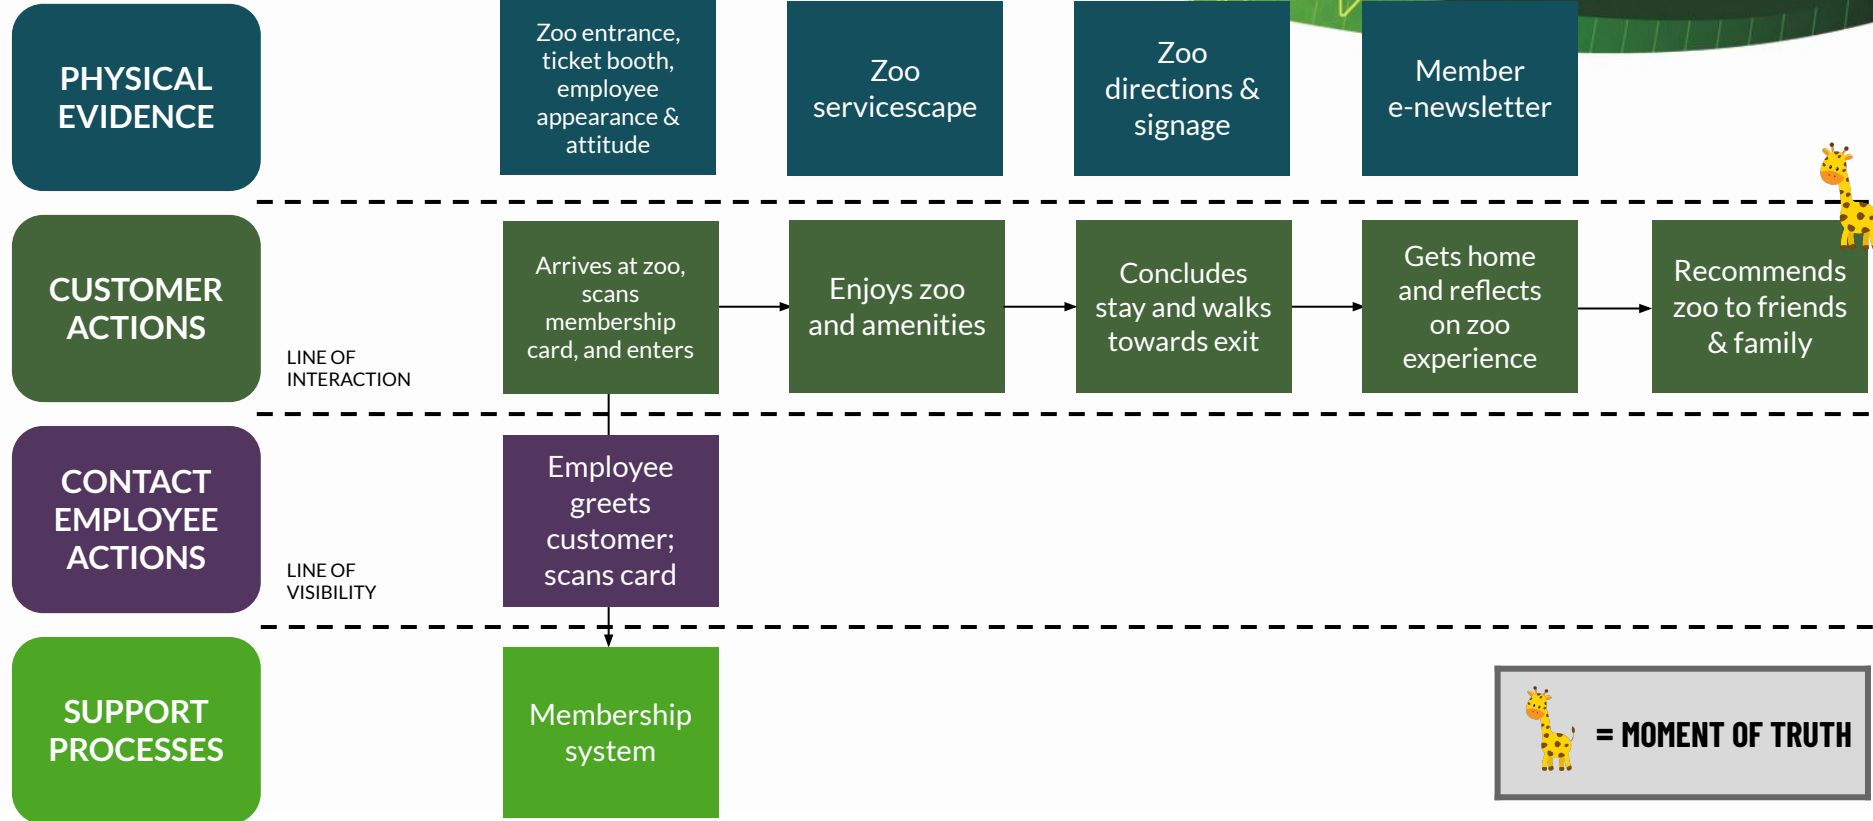 PHYSICAL
EVIDENCE
Zoo entrance,
ticket booth,
employee
appearance &
attitude
Zoo
servicescape
Zoo
directions &
signage
Member
e-newsletter
CUSTOMER
ACTIONS
LINE OF
INTERACTION
Arrives at zoo,
scans
membership
card, and enters
Enjoys zoo
and amenities
Concludes
stay and walks
towards exit
Gets home
and reflects
on zoo
experience
Recommends
zoo to friends
& family
CONTACT
EMPLOYEE
ACTIONS
LINE OF
VISIBILITY
Employee
greets
customer;
scans card
SUPPORT
PROCESSES
Membership
system
= MOMENT OF TRUTH